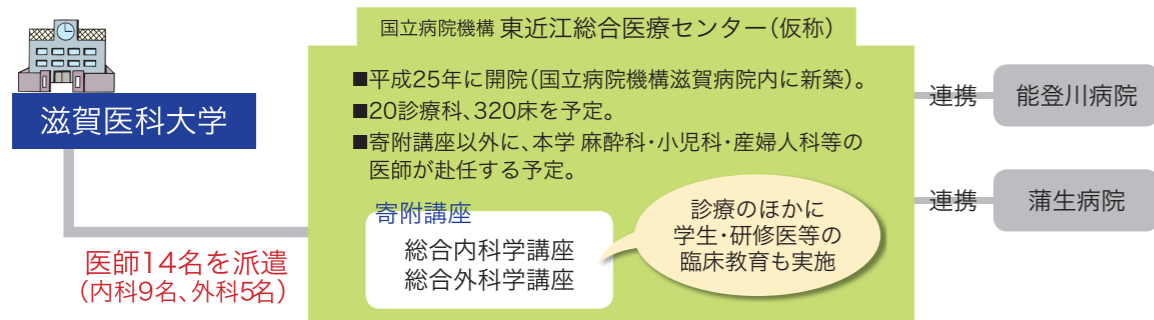 国立病院機構 東近江総合医療センター(仮称)
■平成25年に開院(国立病院機構滋賀病院内に新築)。
■20診療科、320床を予定。
■寄附講座以外に、本学 麻酔科・小児科・産婦人科等の
医師が赴任する予定。
寄附講座
総合内科学講座
総合外科学講座
診療のほかに
学生・研修医等の
臨床教育も実施
滋賀医科大学
医師14名を派遣
(内科9名、外科5名)
連携
能登川病院
連携
蒲生病院